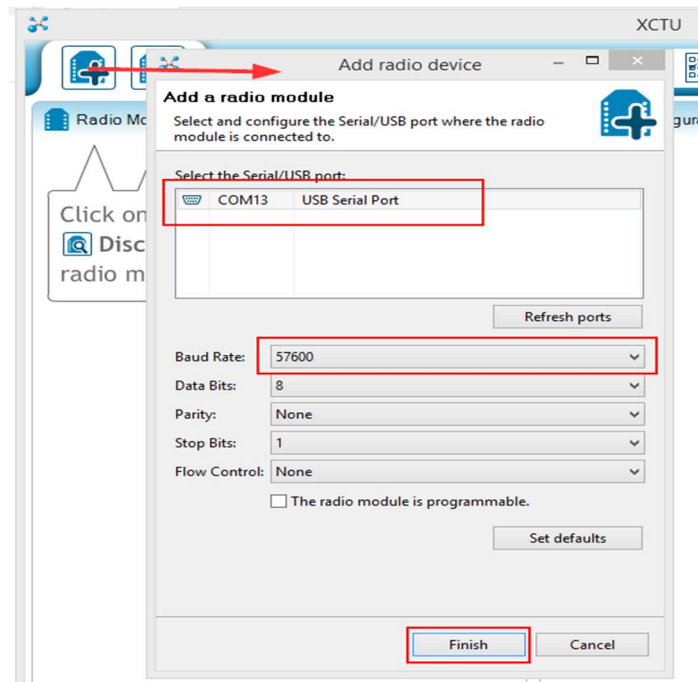 XCTU
Add radio device
Add a radio module
Radio Mo
Select and configure the Serial/USB port where the radio
module is connected to.
gura
Select the Serial/USB port:
COM13 USB Serial Port
Click on
Disc
radio m
Refresh ports
Baud Rate: 57600
Data Bits: 8
Parity: None
Stop Bits: 1
Flow Control: None
The radio module is programmable.
Set defaults
Finish Cancel